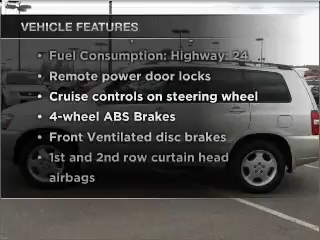 VEHICLE FEATURES
• Fuel Consumption: Highway: 24
• Remote power door locks
• Cruise controls on steering wheel
• 4-wheel ABS Brakes
• Front Ventilated disc brakes
• 1st and 2nd row curtain head
airbags